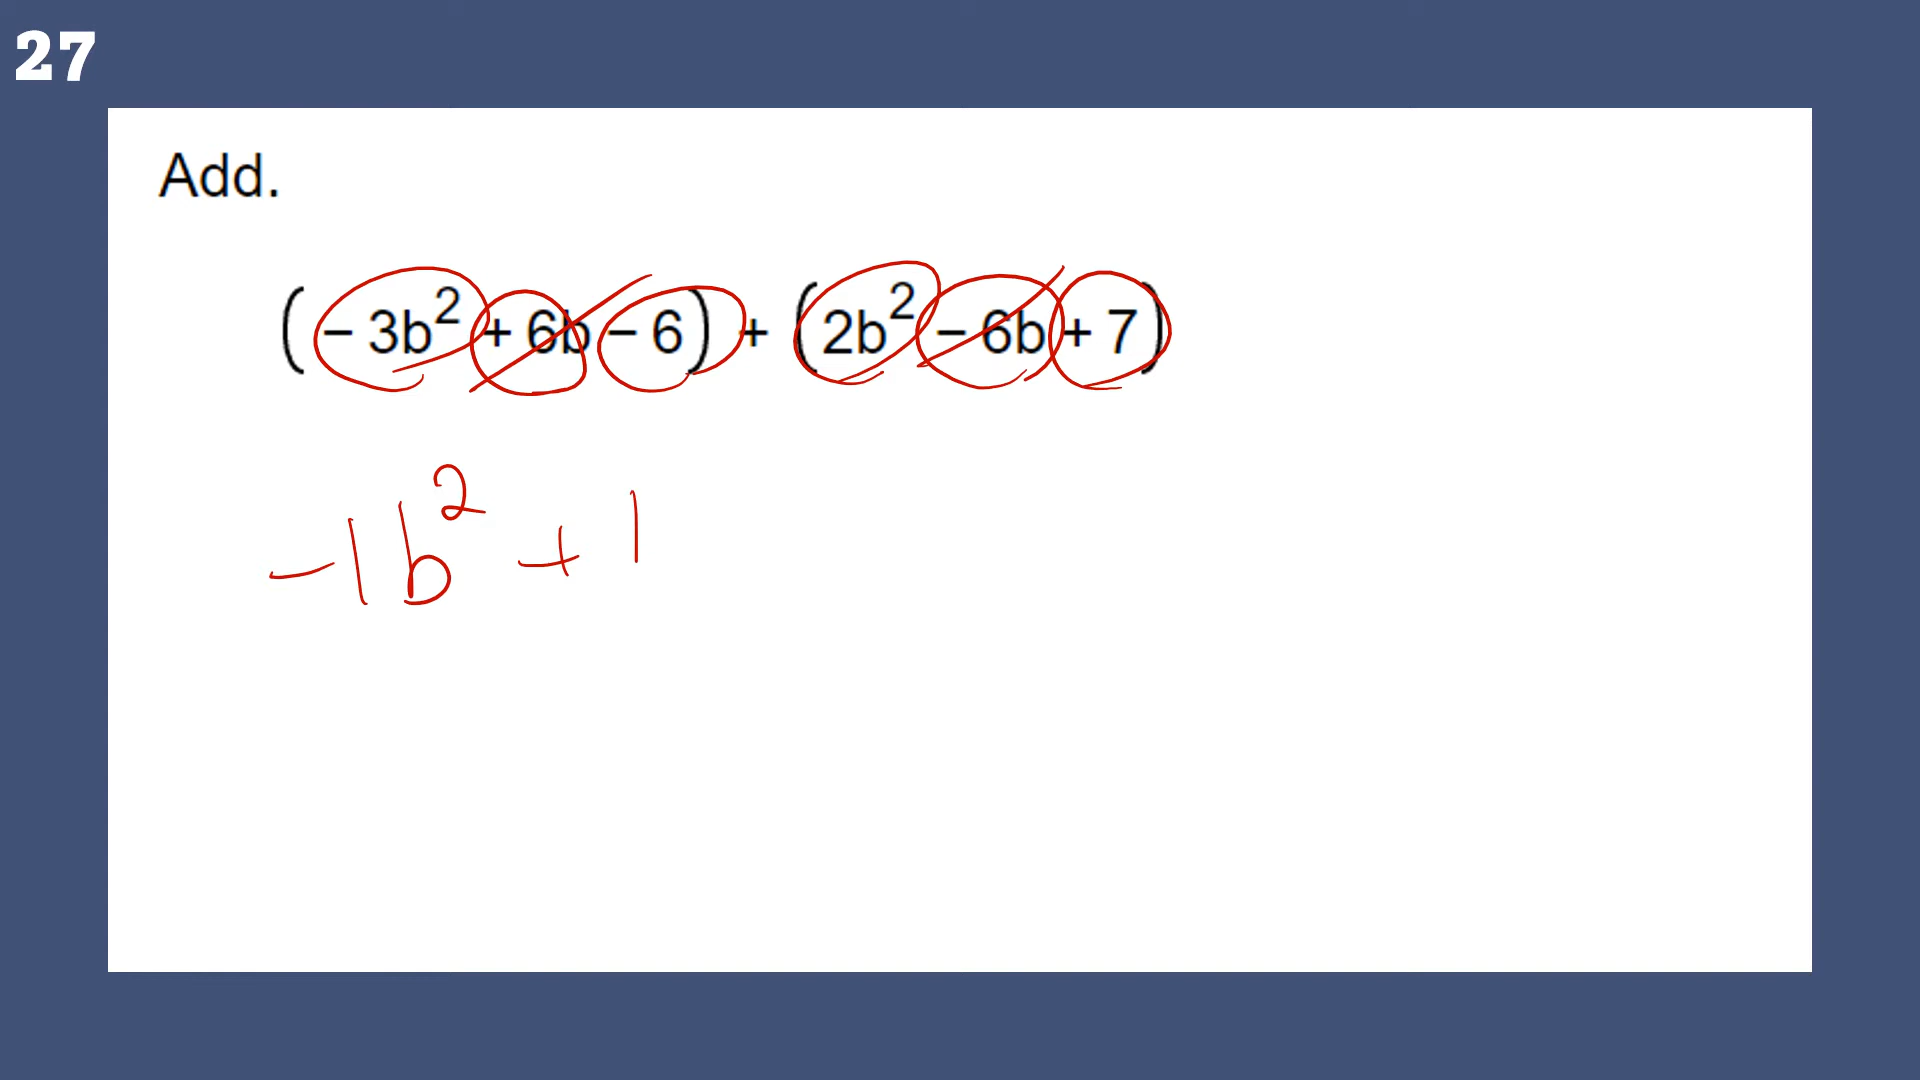 27
Add.
(− 3b² + 6b − 6) + (2b² − 6b + 7)
−1b² + 1